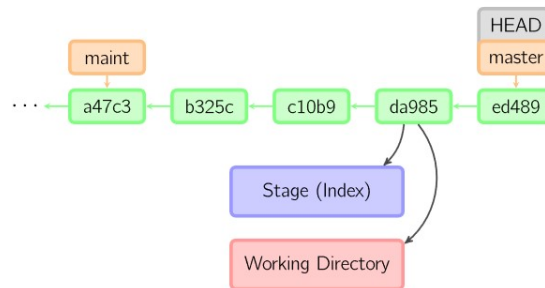 HEAD
maint
master
...
a47c3
b325c
c10b9
da985
ed489
Stage (Index)
Working Directory